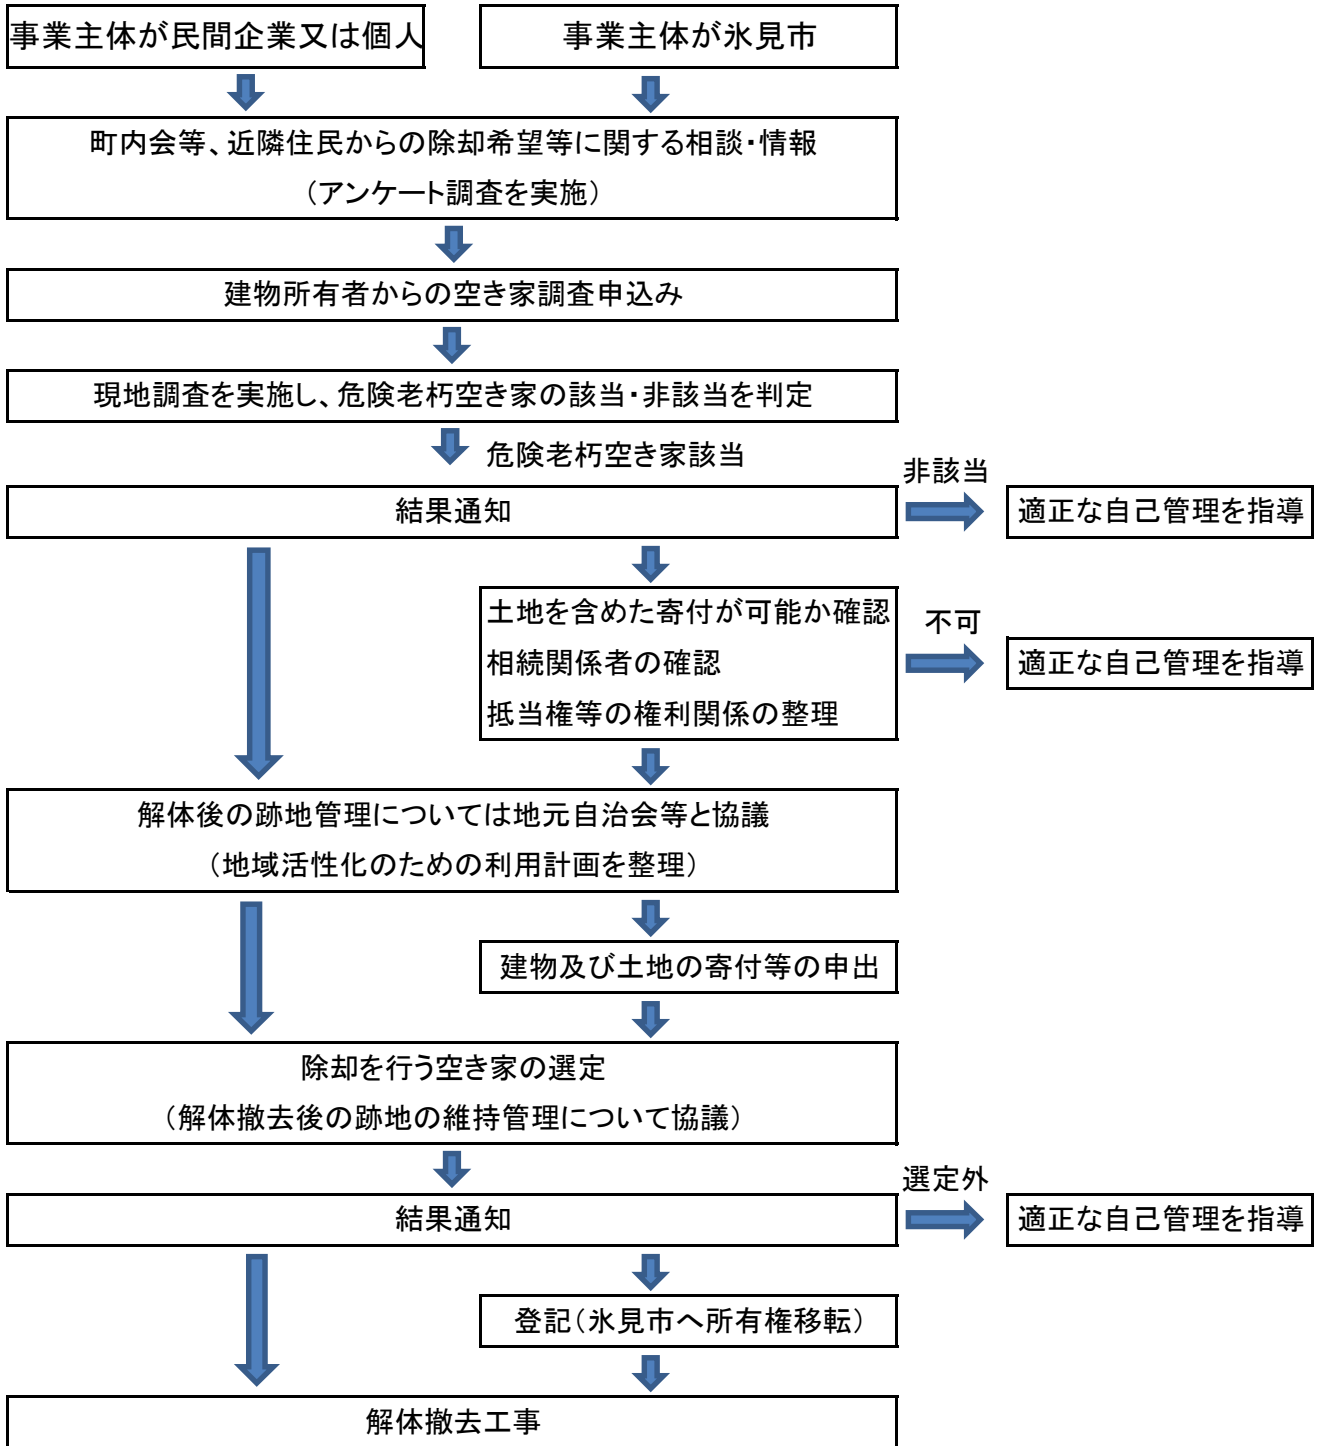 事業主体が民間企業又は個人
事業主体が氷見市
町内会等、近隣住民からの除却希望等に関する相談・情報
（アンケート調査を実施）
建物所有者からの空き家調査申込み
現地調査を実施し、危険老朽空き家の該当・非該当を判定
危険老朽空き家該当
非該当
結果通知
適正な自己管理を指導
土地を含めた寄付が可能か確認
相続関係者の確認
抵当権等の権利関係の整理
不可
適正な自己管理を指導
解体後の跡地管理については地元自治会等と協議
（地域活性化のための利用計画を整理）
建物及び土地の寄付等の申出
除却を行う空き家の選定
（解体撤去後の跡地の維持管理について協議）
選定外
結果通知
適正な自己管理を指導
登記（氷見市へ所有権移転）
解体撤去工事